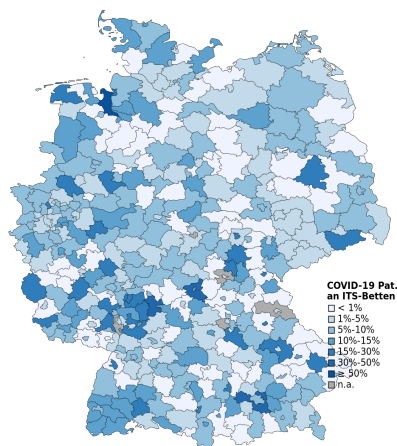 COVID-19 Pat.
an ITS-Betten
< 1%
1%-5%
5%-10%
10%-15%
15%-30%
30%-50%
≥ 50%
n.a.